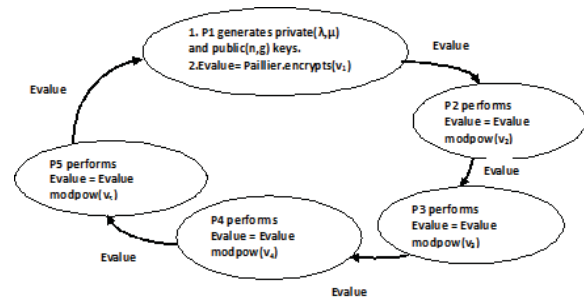 1. P1 generates private(λ,μ)
and public(n,g) keys.
2.Evalue= Paillier.encrypts(v₁)
Evalue
P2 performs
Evalue = Evalue
modpow(v₂)
Evalue
P3 performs
Evalue = Evalue
modpow(v₃)
Evalue
P4 performs
Evalue = Evalue
modpow(v₄)
Evalue
P5 performs
Evalue = Evalue
modpow(v₅)
Evalue